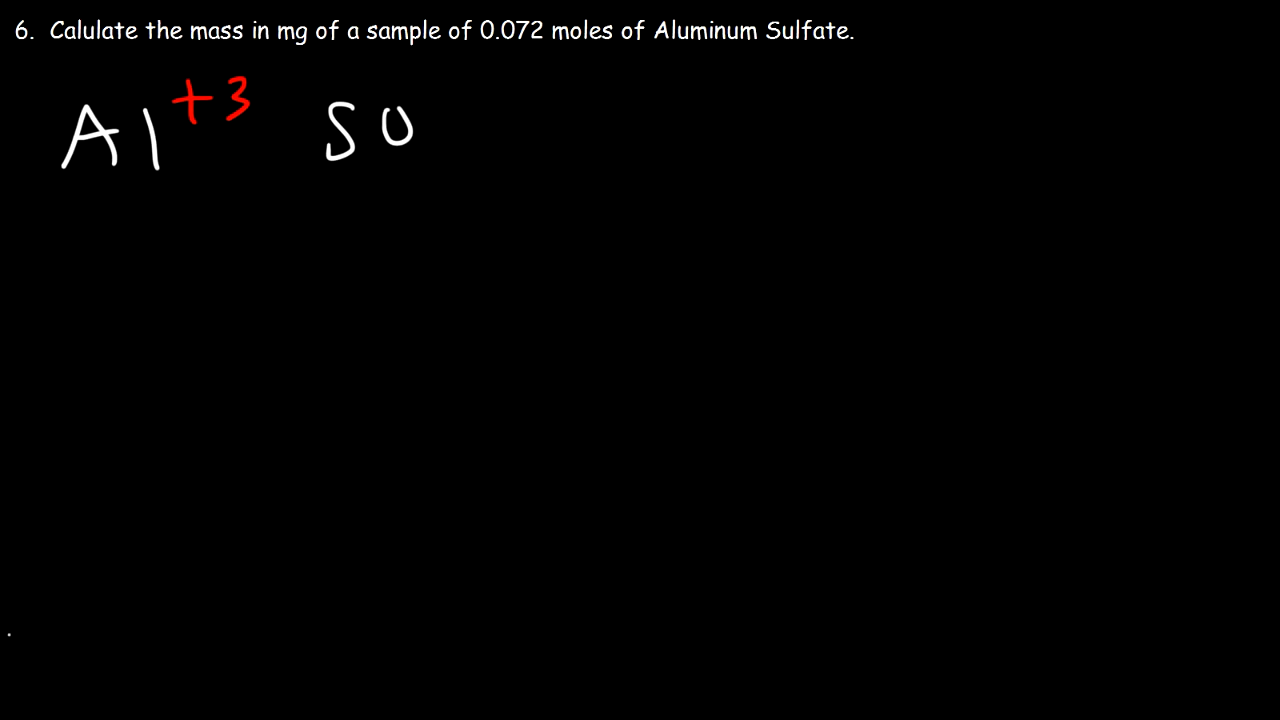 6. Calulate the mass in mg of a sample of 0.072 moles of Aluminum Sulfate.
Al+3 SO